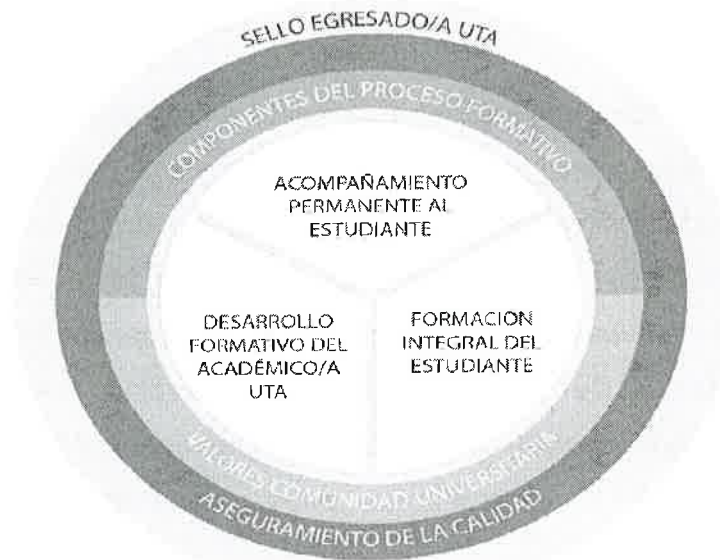 SELLO EGRESADO/A UTA
COMPONENTES DEL PROCESO FORMATIVO
ACOMPAÑAMIENTO
PERMANENTE AL
ESTUDIANTE
DESARROLLO
FORMATIVO DEL
ACADÉMICO/A
UTA
FORMACION
INTEGRAL DEL
ESTUDIANTE
VALORES COMUNIDAD UNIVERSITARIA
ASEGURAMIENTO DE LA CALIDAD